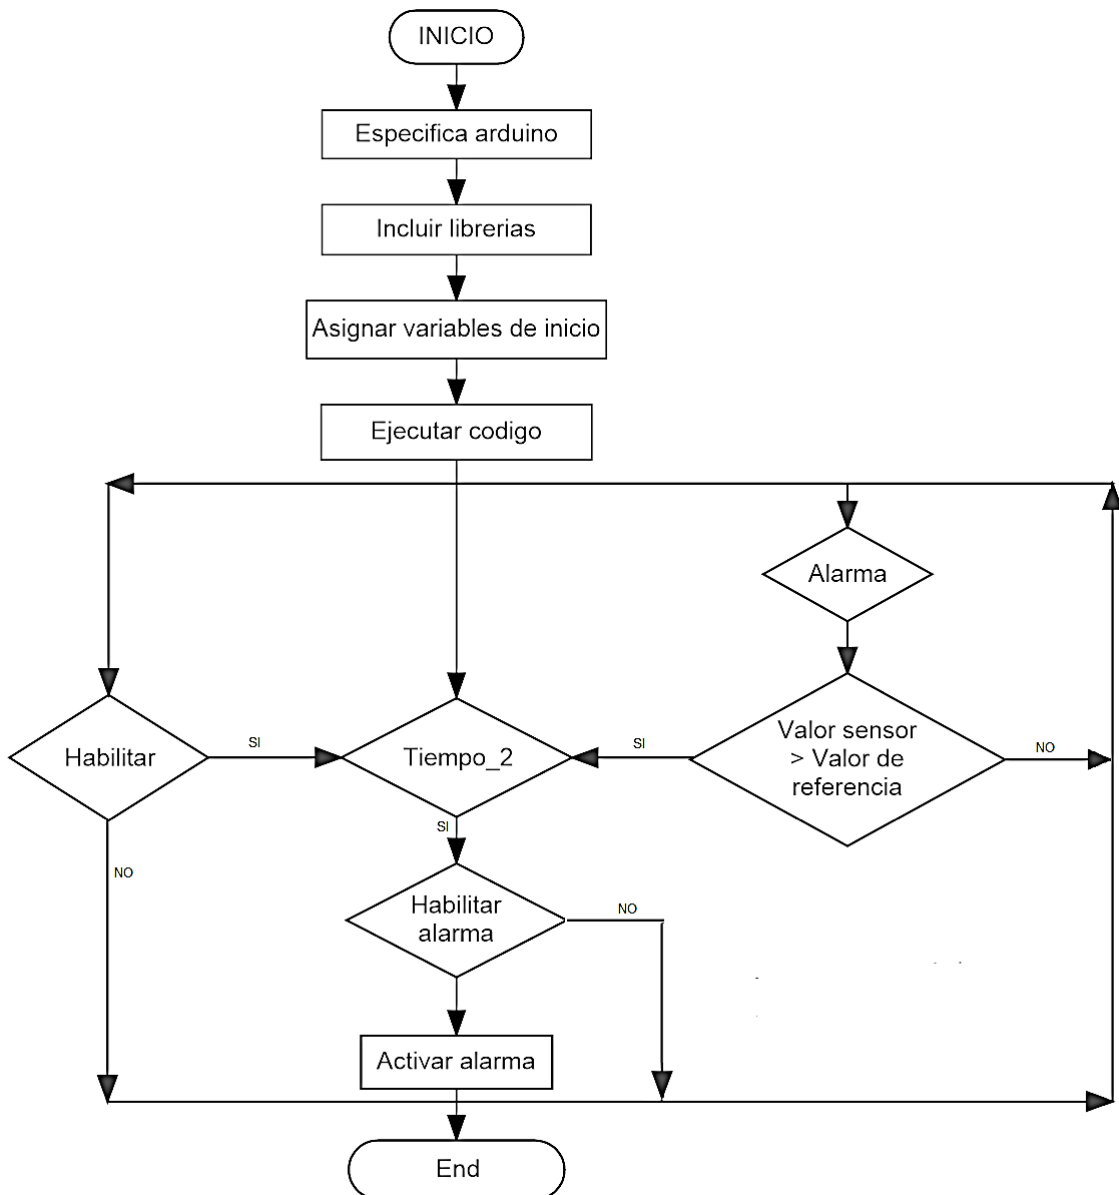 INICIO
Especifica arduino
Incluir librerias
Asignar variables de inicio
Ejecutar codigo
Alarma
Habilitar
SI
Tiempo_2
SI
Valor sensor
> Valor de
referencia
NO
SI
NO
Habilitar
alarma
NO
Activar alarma
End